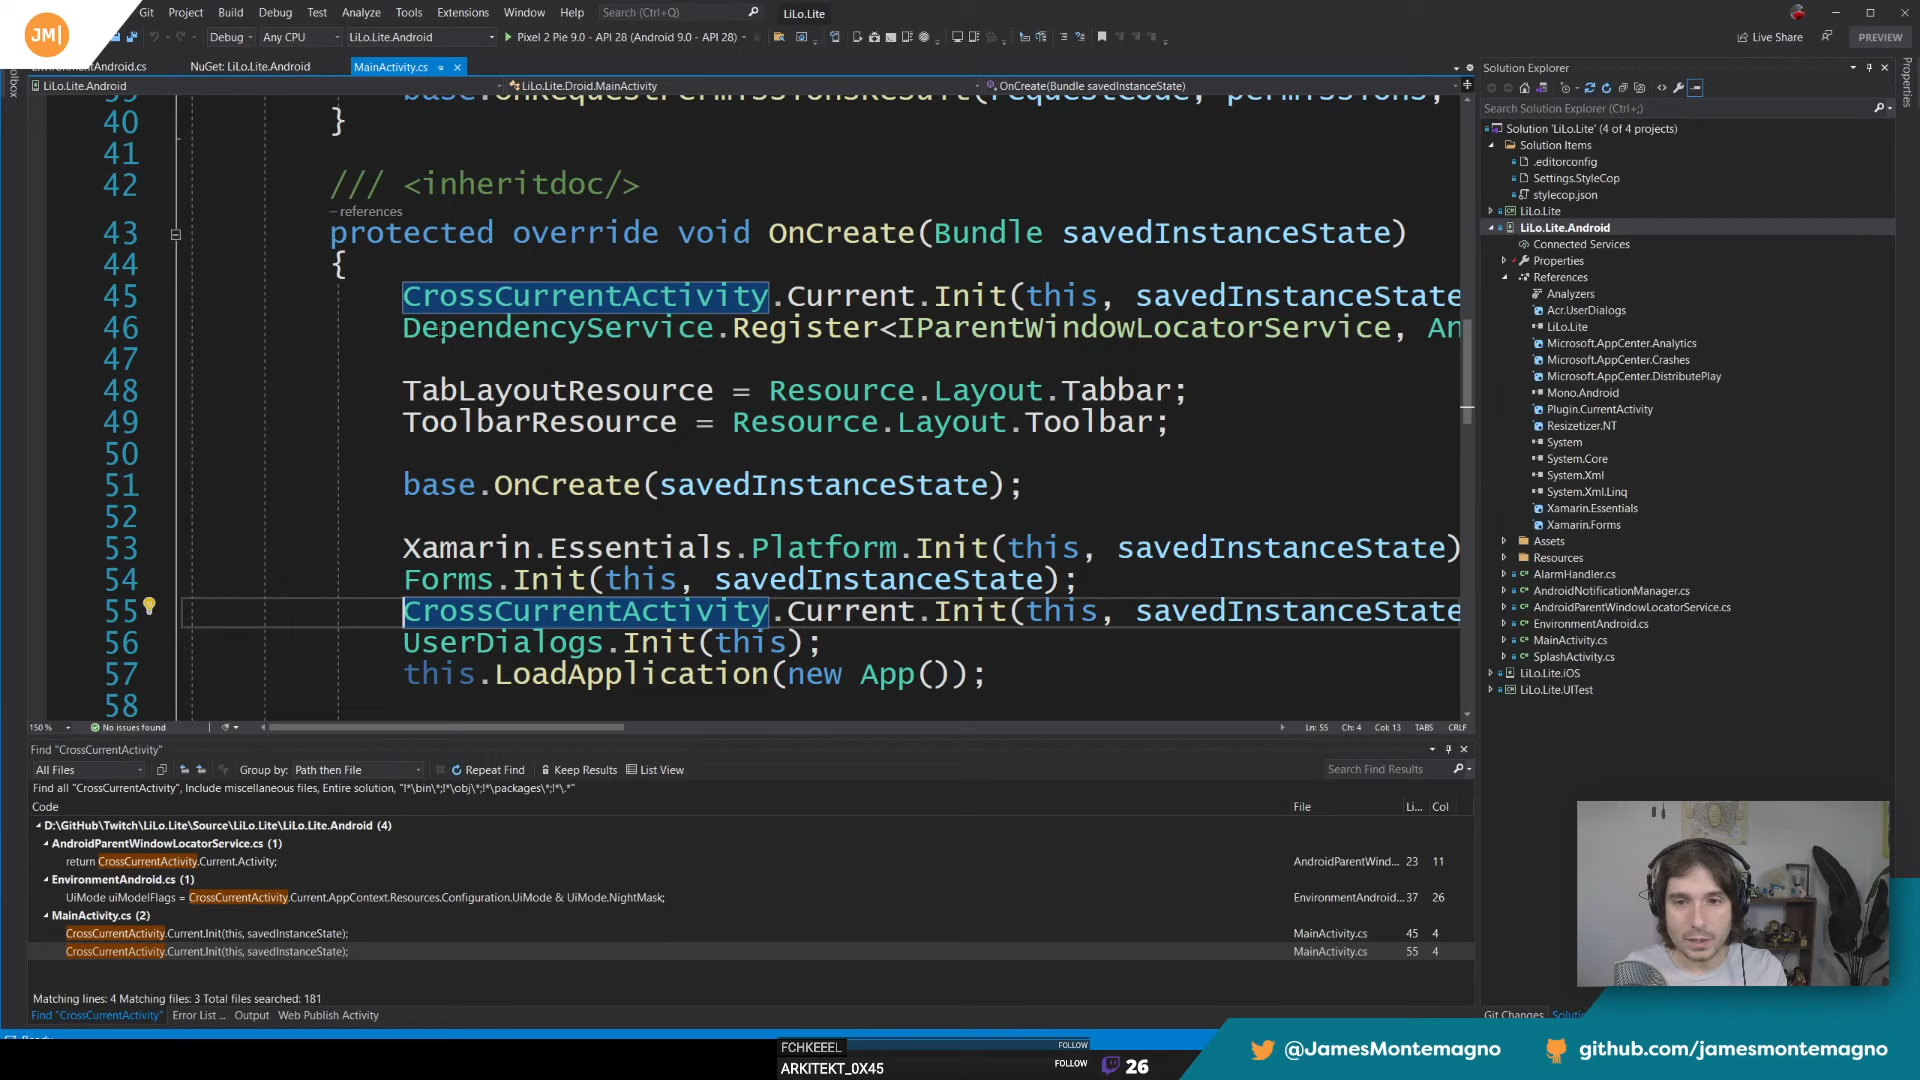 JM|
Git Project Build Debug Test Analyze Tools Extensions Window Help Search (Ctrl+Q) LiLo.Lite
Debug Any CPU LiLo.Lite.Android Pixel 2 Pie 9.0 - API 28 (Android 9.0 - API 28) Live Share PREVIEW
EnvironmentAndroid.cs NuGet: LiLo.Lite.Android MainActivity.cs
LiLo.Lite.Android LiLo.Lite.Droid.MainActivity OnCreate(Bundle savedInstanceState)
39 base.OnRequestPermissionsResult(requestCode, permissions,
40 }
41
42 /// <inheritdoc/>
– references
43 protected override void OnCreate(Bundle savedInstanceState)
44 {
45 CrossCurrentActivity.Current.Init(this, savedInstanceState
46 DependencyService.Register<IParentWindowLocatorService, An
47
48 TabLayoutResource = Resource.Layout.Tabbar;
49 ToolbarResource = Resource.Layout.Toolbar;
50
51 base.OnCreate(savedInstanceState);
52
53 Xamarin.Essentials.Platform.Init(this, savedInstanceState)
54 Forms.Init(this, savedInstanceState);
55 CrossCurrentActivity.Current.Init(this, savedInstanceState
56 UserDialogs.Init(this);
57 this.LoadApplication(new App());
58
150 % No issues found Ln: 55 Ch: 4 Col: 13 TABS CRLF
Find "CrossCurrentActivity"
All Files Group by: Path then File Repeat Find Keep Results List View Search Find Results
Find all "CrossCurrentActivity", Include miscellaneous files, Entire solution, "!*\bin\*;!*\obj\*;!*\packages\*;!*\.*"
Code File Li... Col
D:\GitHub\Twitch\LiLo.Lite\Source\LiLo.Lite\LiLo.Lite.Android (4)
AndroidParentWindowLocatorService.cs (1)
return CrossCurrentActivity.Current.Activity; AndroidParentWind... 23 11
EnvironmentAndroid.cs (1)
UiMode uiModelFlags = CrossCurrentActivity.Current.AppContext.Resources.Configuration.UiMode & UiMode.NightMask; EnvironmentAndroid... 37 26
MainActivity.cs (2)
CrossCurrentActivity.Current.Init(this, savedInstanceState); MainActivity.cs 45 4
CrossCurrentActivity.Current.Init(this, savedInstanceState); MainActivity.cs 55 4
Matching lines: 4 Matching files: 3 Total files searched: 181
Find "CrossCurrentActivity" Error List ... Output Web Publish Activity
Solution Explorer
Search Solution Explorer (Ctrl+;)
Solution 'LiLo.Lite' (4 of 4 projects)
Solution Items
.editorconfig
Settings.StyleCop
stylecop.json
LiLo.Lite
LiLo.Lite.Android
Connected Services
Properties
References
Analyzers
Acr.UserDialogs
LiLo.Lite
Microsoft.AppCenter.Analytics
Microsoft.AppCenter.Crashes
Microsoft.AppCenter.DistributePlay
Mono.Android
Plugin.CurrentActivity
Resizetizer.NT
System
System.Core
System.Xml
System.Xml.Linq
Xamarin.Essentials
Xamarin.Forms
Assets
Resources
AlarmHandler.cs
AndroidNotificationManager.cs
AndroidParentWindowLocatorService.cs
EnvironmentAndroid.cs
MainActivity.cs
SplashActivity.cs
LiLo.Lite.iOS
LiLo.Lite.UITest
Properties
Git Changes
FCHKEEEL FOLLOW
ARKITEKT_0X45 FOLLOW 26
@JamesMontemagno github.com/jamesmontemagno